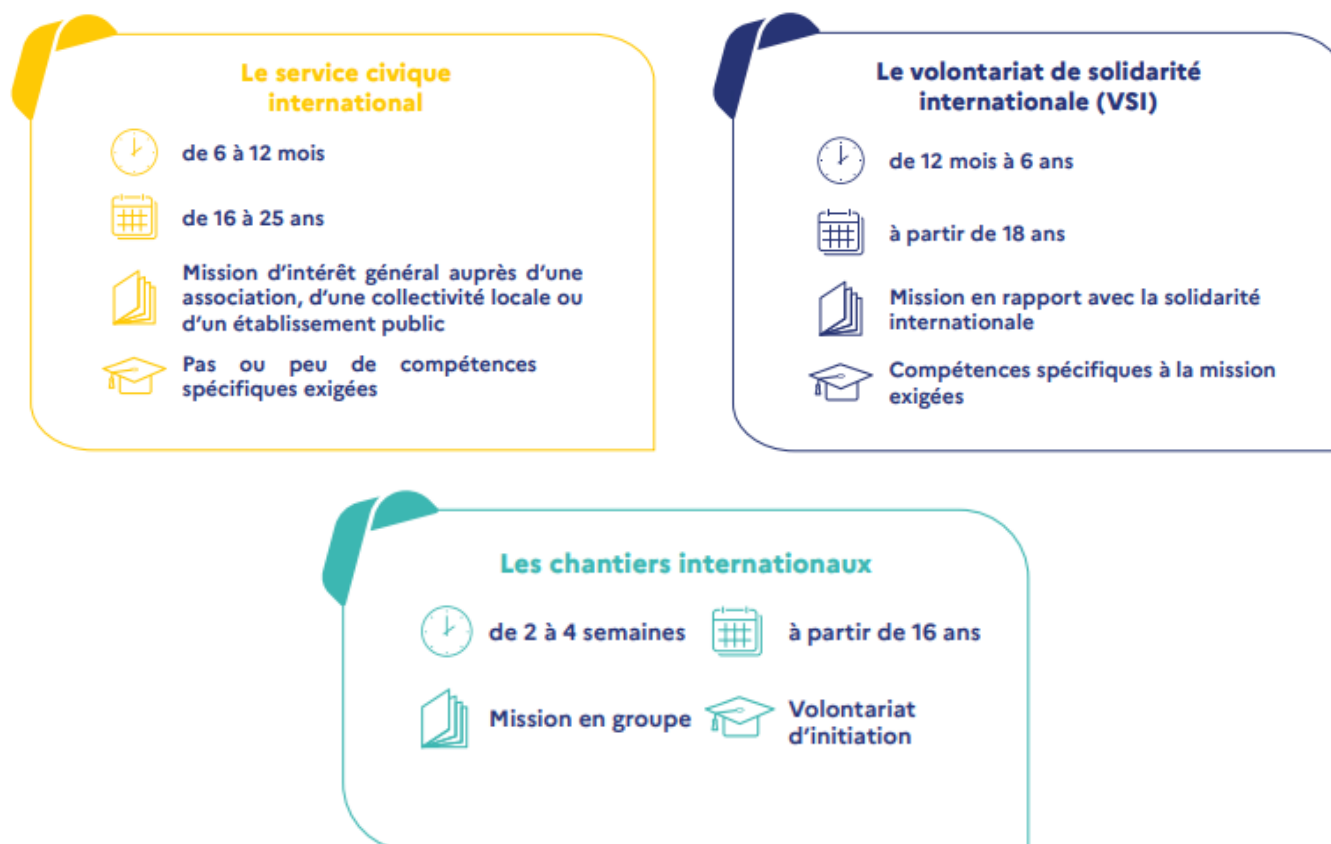 Le service civique
international
de 6 à 12 mois
de 16 à 25 ans
Mission d'intérêt général auprès d'une
association, d'une collectivité locale ou
d'un établissement public
Pas ou peu de compétences
spécifiques exigées
Le volontariat de solidarité
internationale (VSI)
de 12 mois à 6 ans
à partir de 18 ans
Mission en rapport avec la solidarité
internationale
Compétences spécifiques à la mission
exigées
Les chantiers internationaux
de 2 à 4 semaines
à partir de 16 ans
Mission en groupe
Volontariat
d'initiation